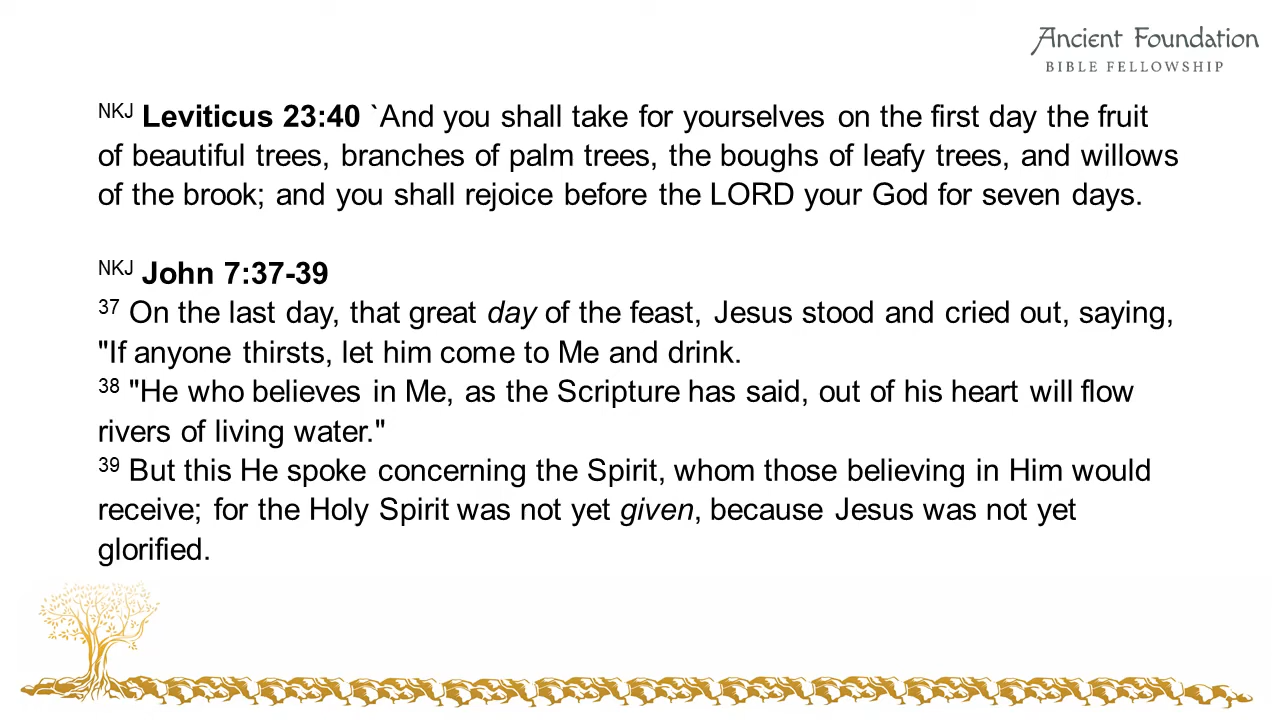 Ancient Foundation
BIBLE FELLOWSHIP
NKJ Leviticus 23:40 `And you shall take for yourselves on the first day the fruit
of beautiful trees, branches of palm trees, the boughs of leafy trees, and willows
of the brook; and you shall rejoice before the LORD your God for seven days.
NKJ John 7:37-39
37 On the last day, that great day of the feast, Jesus stood and cried out, saying,
"If anyone thirsts, let him come to Me and drink.
38 "He who believes in Me, as the Scripture has said, out of his heart will flow
rivers of living water."
39 But this He spoke concerning the Spirit, whom those believing in Him would
receive; for the Holy Spirit was not yet given, because Jesus was not yet
glorified.